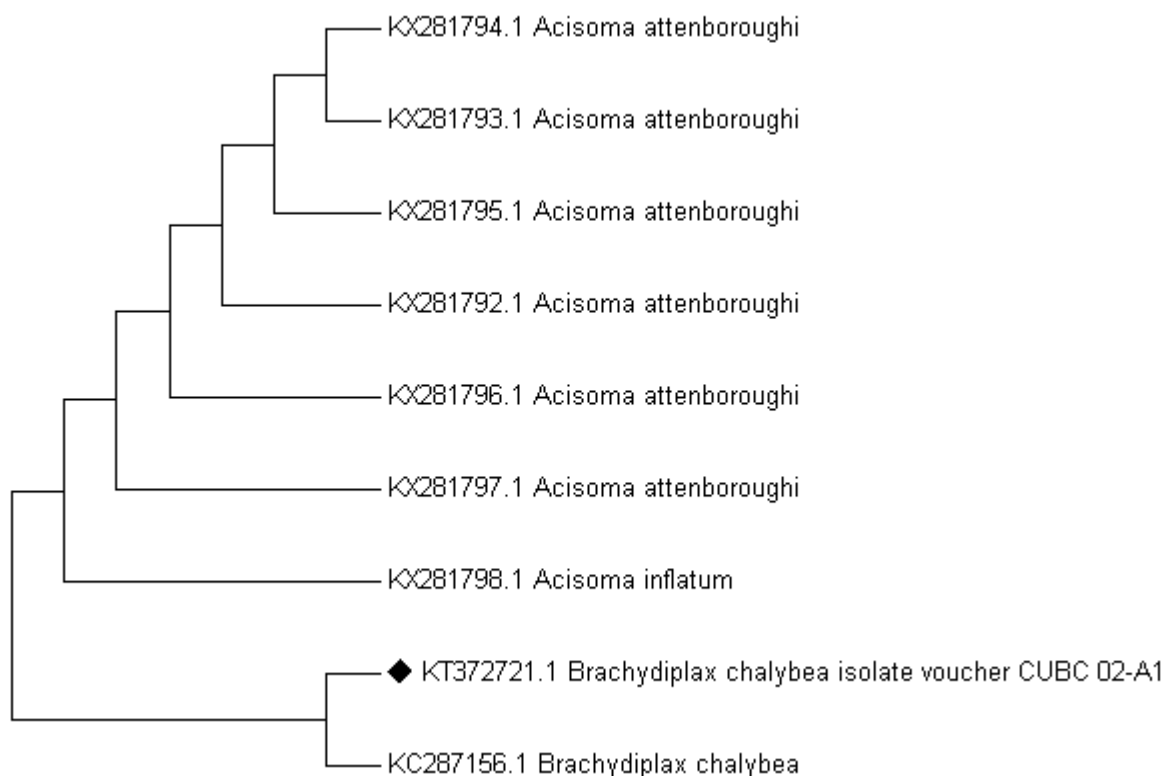 KX281794.1 Acisoma attenboroughi
KX281793.1 Acisoma attenboroughi
KX281795.1 Acisoma attenboroughi
KX281792.1 Acisoma attenboroughi
KX281796.1 Acisoma attenboroughi
KX281797.1 Acisoma attenboroughi
KX281798.1 Acisoma inflatum
KT372721.1 Brachydiplax chalybea isolate voucher CUBC 02-A1
KC287156.1 Brachydiplax chalybea